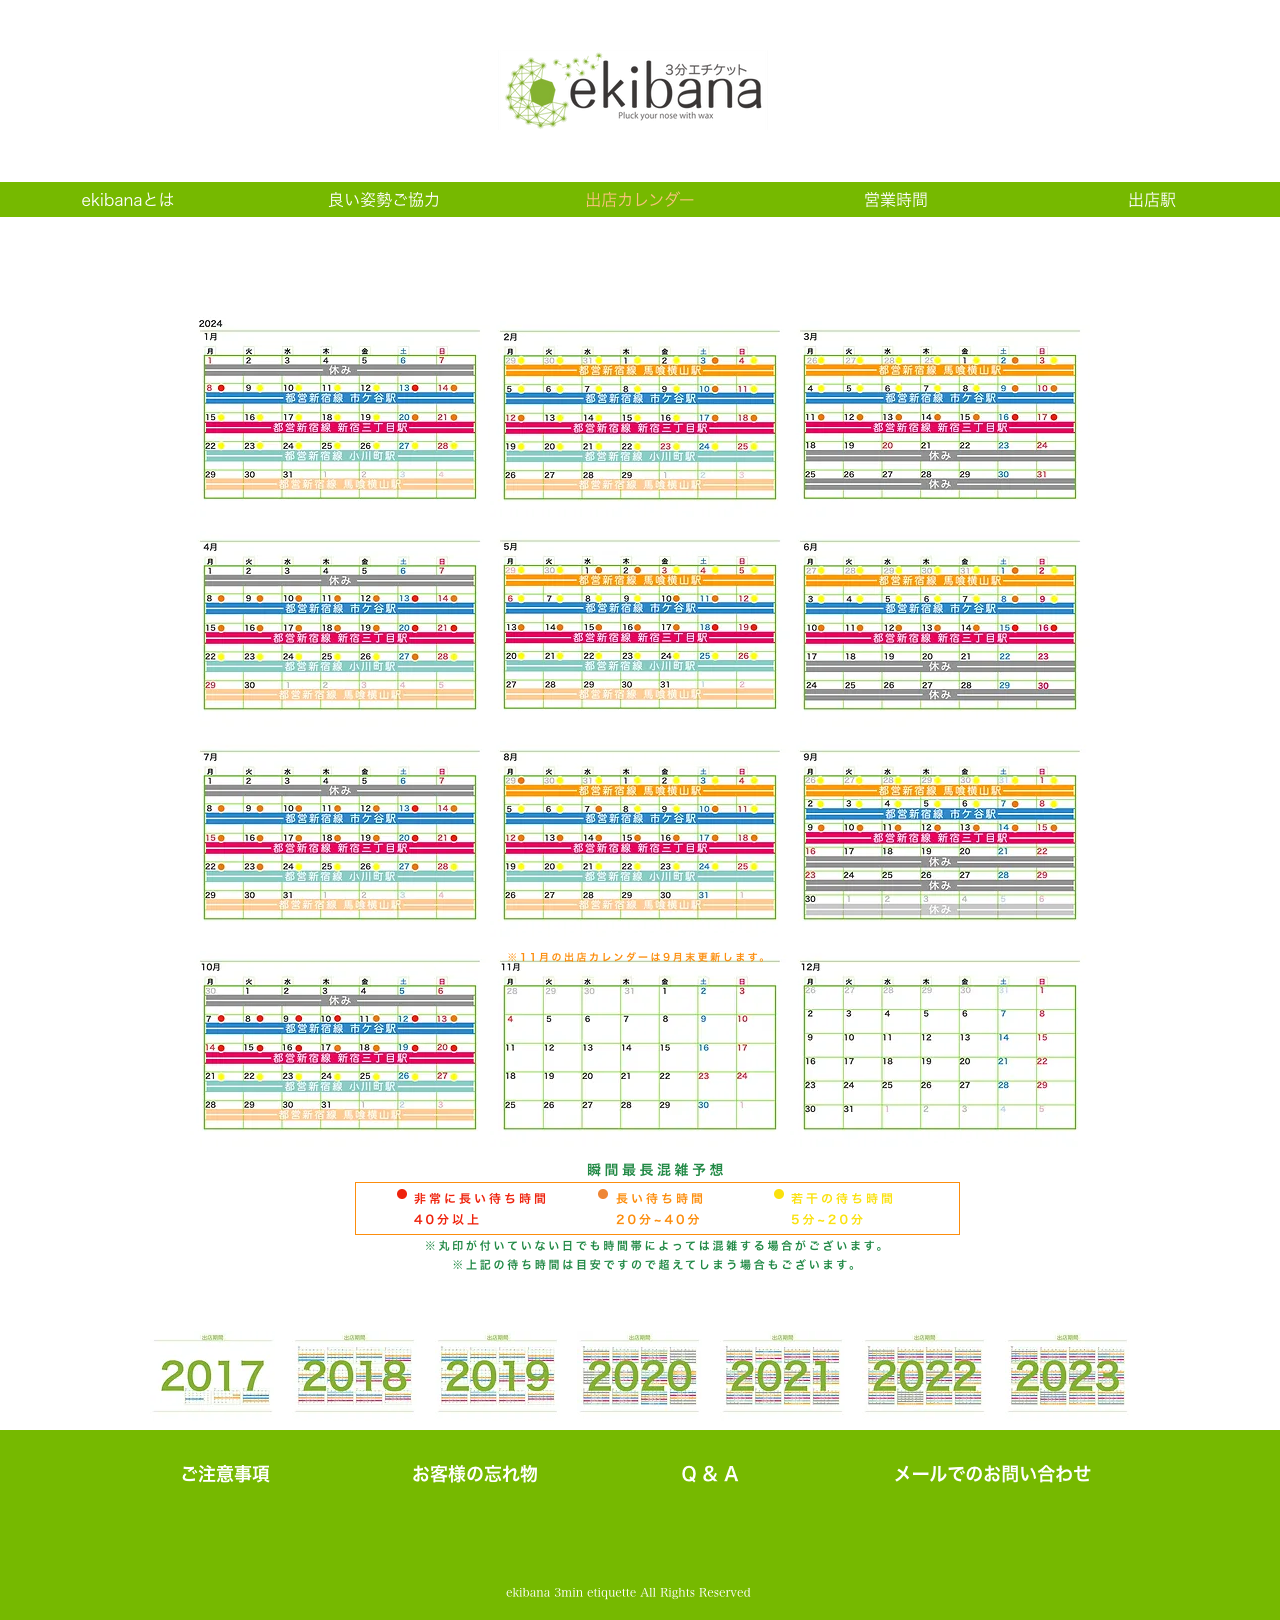 3分エチケット
ekibana
Pluck your nose with wax
ekibanaとは 良い姿勢ご協力 出店カレンダー 営業時間 出店駅
2024
1月
月 火 水 木 金 土 日
1 2 3 4 5 6 7
休み
8 9 10 11 12 13 14
都営新宿線 市ケ谷駅
15 16 17 18 19 20 21
都営新宿線 新宿三丁目駅
22 23 24 25 26 27 28
都営新宿線 小川町駅
29 30 31 1 2 3 4
都営新宿線 馬喰横山駅
2月
月 火 水 木 金 土 日
29 30 31 1 2 3 4
都営新宿線 馬喰横山駅
5 6 7 8 9 10 11
都営新宿線 市ケ谷駅
12 13 14 15 16 17 18
都営新宿線 新宿三丁目駅
19 20 21 22 23 24 25
都営新宿線 小川町駅
26 27 28 29 1 2 3
都営新宿線 馬喰横山駅
3月
月 火 水 木 金 土 日
26 27 28 29 1 2 3
都営新宿線 馬喰横山駅
4 5 6 7 8 9 10
都営新宿線 市ケ谷駅
11 12 13 14 15 16 17
都営新宿線 新宿三丁目駅
18 19 20 21 22 23 24
休み
25 26 27 28 29 30 31
休み
4月
月 火 水 木 金 土 日
1 2 3 4 5 6 7
休み
8 9 10 11 12 13 14
都営新宿線 市ケ谷駅
15 16 17 18 19 20 21
都営新宿線 新宿三丁目駅
22 23 24 25 26 27 28
都営新宿線 小川町駅
29 30 1 2 3 4 5
都営新宿線 馬喰横山駅
5月
月 火 水 木 金 土 日
29 30 1 2 3 4 5
都営新宿線 馬喰横山駅
6 7 8 9 10 11 12
都営新宿線 市ケ谷駅
13 14 15 16 17 18 19
都営新宿線 新宿三丁目駅
20 21 22 23 24 25 26
都営新宿線 小川町駅
27 28 29 30 31 1 2
都営新宿線 馬喰横山駅
6月
月 火 水 木 金 土 日
27 28 29 30 31 1 2
都営新宿線 馬喰横山駅
3 4 5 6 7 8 9
都営新宿線 市ケ谷駅
10 11 12 13 14 15 16
都営新宿線 新宿三丁目駅
17 18 19 20 21 22 23
休み
24 25 26 27 28 29 30
休み
7月
月 火 水 木 金 土 日
1 2 3 4 5 6 7
休み
8 9 10 11 12 13 14
都営新宿線 市ケ谷駅
15 16 17 18 19 20 21
都営新宿線 新宿三丁目駅
22 23 24 25 26 27 28
都営新宿線 小川町駅
29 30 31 1 2 3 4
都営新宿線 馬喰横山駅
8月
月 火 水 木 金 土 日
29 30 31 1 2 3 4
都営新宿線 馬喰横山駅
5 6 7 8 9 10 11
都営新宿線 市ケ谷駅
12 13 14 15 16 17 18
都営新宿線 新宿三丁目駅
19 20 21 22 23 24 25
都営新宿線 小川町駅
26 27 28 29 30 31 1
都営新宿線 馬喰横山駅
9月
月 火 水 木 金 土 日
26 27 28 29 30 31 1
都営新宿線 馬喰横山駅
2 3 4 5 6 7 8
都営新宿線 市ケ谷駅
9 10 11 12 13 14 15
都営新宿線 新宿三丁目駅
16 17 18 19 20 21 22
休み
23 24 25 26 27 28 29
休み
30 1 2 3 4 5 6
休み
10月
月 火 水 木 金 土 日
30 1 2 3 4 5 6
休み
7 8 9 10 11 12 13
都営新宿線 市ケ谷駅
14 15 16 17 18 19 20
都営新宿線 新宿三丁目駅
21 22 23 24 25 26 27
都営新宿線 小川町駅
28 29 30 31 1 2 3
都営新宿線 馬喰横山駅
※11月の出店カレンダーは9月末更新します。
11月
月 火 水 木 金 土 日
28 29 30 31 1 2 3
4 5 6 7 8 9 10
11 12 13 14 15 16 17
18 19 20 21 22 23 24
25 26 27 28 29 30 1
12月
月 火 水 木 金 土 日
26 27 28 29 30 31 1
2 3 4 5 6 7 8
9 10 11 12 13 14 15
16 17 18 19 20 21 22
23 24 25 26 27 28 29
30 31 1 2 3 4 5
瞬間最長混雑予想
非常に長い待ち時間 長い待ち時間 若干の待ち時間
40分以上 20分~40分 5分~20分
※丸印が付いていない日でも時間帯によっては混雑する場合がございます。
※上記の待ち時間は目安ですので超えてしまう場合もございます。
出店期間 出店期間 出店期間 出店期間 出店期間 出店期間 出店期間
2017 2018 2019 2020 2021 2022 2023
ご注意事項 お客様の忘れ物 Q & A メールでのお問い合わせ
ekibana 3min etiquette All Rights Reserved